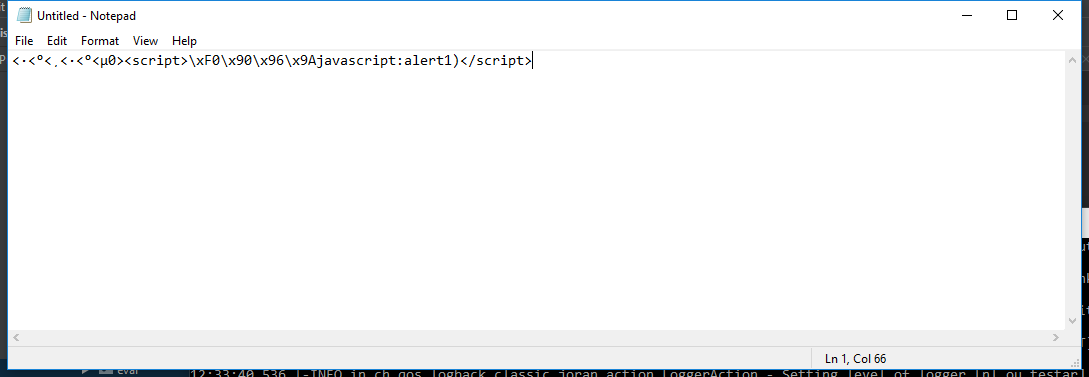 Untitled - Notepad
File Edit Format View Help
<·<º<¸<·<º<µ0><script>\xF0\x90\x96\x9Ajavascript:alert1)</script>
Ln 1, Col 66
eval
12:33:40,536 |-INFO in ch.qos.logback.classic.joran.action.LoggerAction - Setting level of logger [nl.ou.testar